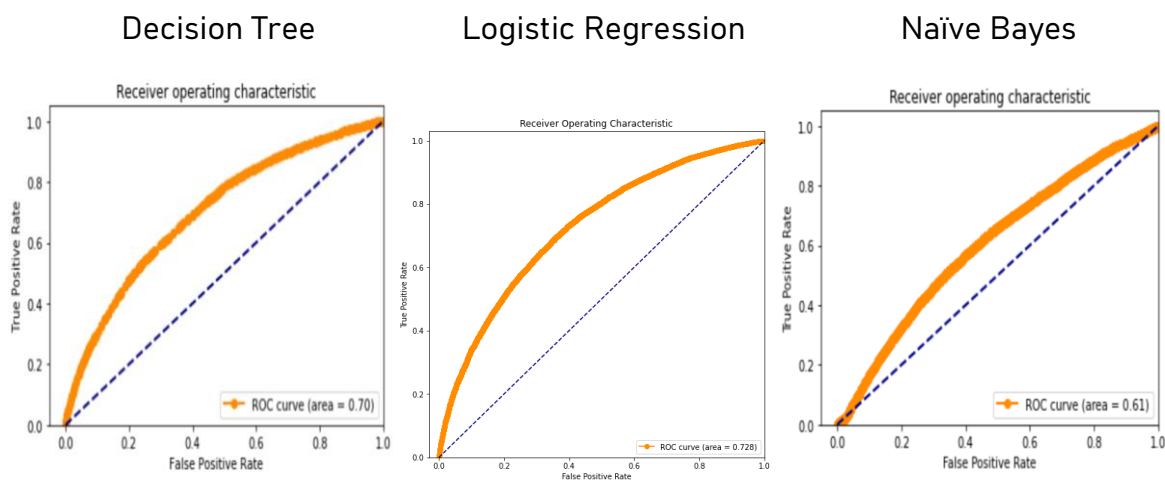 Decision Tree
Logistic Regression
Naïve Bayes
Receiver operating characteristic
1.0
0.8
0.6
0.4
0.2
0.0
True Positive Rate
0.0 0.2 0.4 0.6 0.8 1.0
False Positive Rate
ROC curve (area = 0.70)
Receiver Operating Characteristic
1.0
0.8
0.6
0.4
0.2
0.0
True Positive Rate
0.0 0.2 0.4 0.6 0.8 1.0
False Positive Rate
ROC curve (area = 0.728)
Receiver operating characteristic
1.0
0.8
0.6
0.4
0.2
0.0
True Positive Rate
0.0 0.2 0.4 0.6 0.8 1.0
False Positive Rate
ROC curve (area = 0.61)